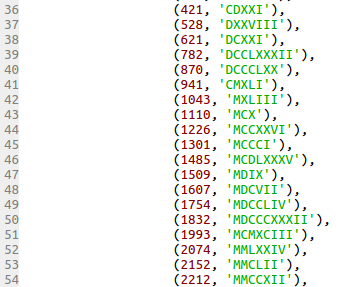 36 (421, 'CDXXI'),
37 (528, 'DXXVIII'),
38 (621, 'DCXXI'),
39 (782, 'DCCLXXXII'),
40 (870, 'DCCCLXX'),
41 (941, 'CMXLI'),
42 (1043, 'MXLIII'),
43 (1110, 'MCX'),
44 (1226, 'MCCXXVI'),
45 (1301, 'MCCCI'),
46 (1485, 'MCDLXXXV'),
47 (1509, 'MDIX'),
48 (1607, 'MDCVII'),
49 (1754, 'MDCCLIV'),
50 (1832, 'MDCCCXXXII'),
51 (1993, 'MCMXCIII'),
52 (2074, 'MMLXXIV'),
53 (2152, 'MMCLII'),
54 (2212, 'MMCCXII'),